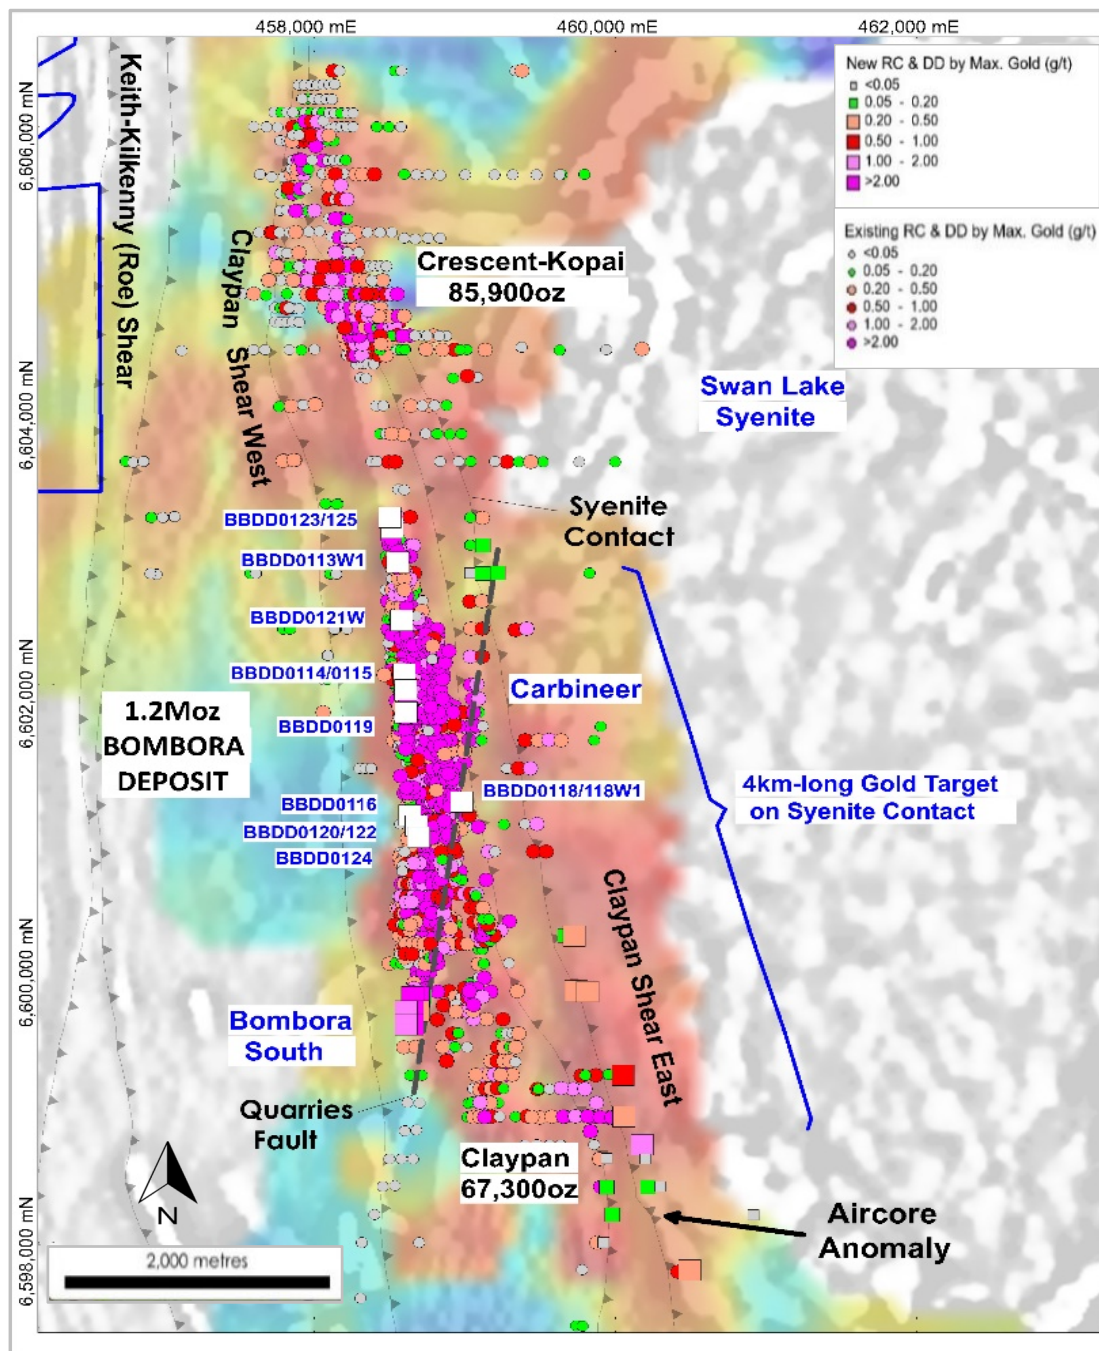 458,000 mE
460,000 mE
462,000 mE
New RC & DD by Max. Gold (g/t)
<0.05
0.05 - 0.20
0.20 - 0.50
0.50 - 1.00
1.00 - 2.00
>2.00
Existing RC & DD by Max. Gold (g/t)
<0.05
0.05 - 0.20
0.20 - 0.50
0.50 - 1.00
1.00 - 2.00
>2.00
6,606,000 mN
6,604,000 mN
6,602,000 mN
6,600,000 mN
6,598,000 mN
Keith-Kilkenny (Roe) Shear
Claypan Shear West
Crescent-Kopai
85,900oz
Swan Lake
Syenite
Syenite
Contact
BBDD0123/125
BBDD0113W1
BBDD0121W
BBDD0114/0115
BBDD0119
Carbineer
1.2Moz
BOMBORA
DEPOSIT
BBDD0116
BBDD0118/118W1
BBDD0120/122
BBDD0124
4km-long Gold Target
on Syenite Contact
Claypan Shear East
Bombora
South
Quarries
Fault
Claypan
67,300oz
Aircore
Anomaly
N
2,000 metres